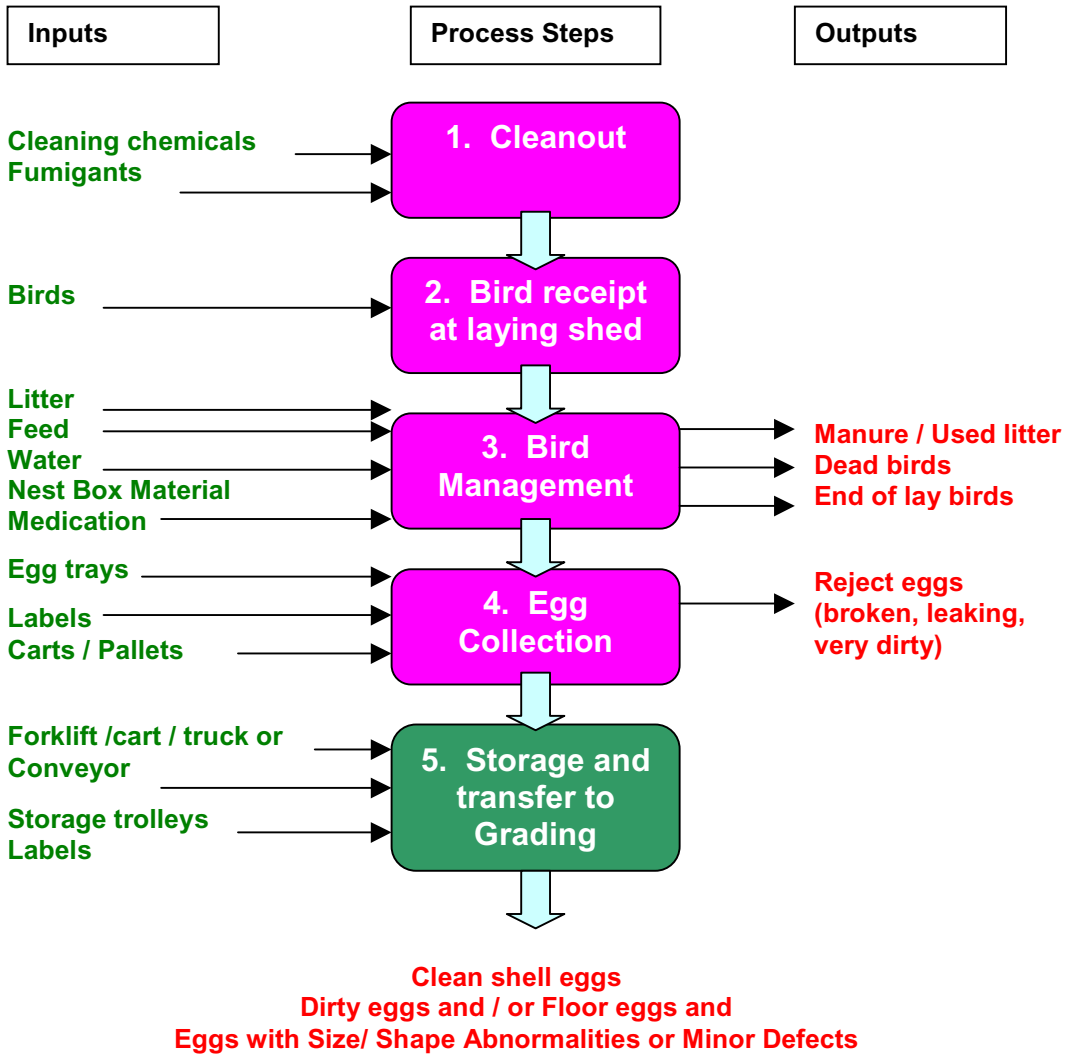 Inputs
Process Steps
Outputs
Cleaning chemicals
Fumigants
1. Cleanout
Birds
2. Bird receipt
at laying shed
Litter
Feed
Water
Nest Box Material
Medication
3. Bird
Management
Manure / Used litter
Dead birds
End of lay birds
Egg trays
Labels
Carts / Pallets
4. Egg
Collection
Reject eggs
(broken, leaking,
very dirty)
Forklift /cart / truck or
Conveyor
Storage trolleys
Labels
5. Storage and
transfer to
Grading
Clean shell eggs
Dirty eggs and / or Floor eggs and
Eggs with Size/ Shape Abnormalities or Minor Defects